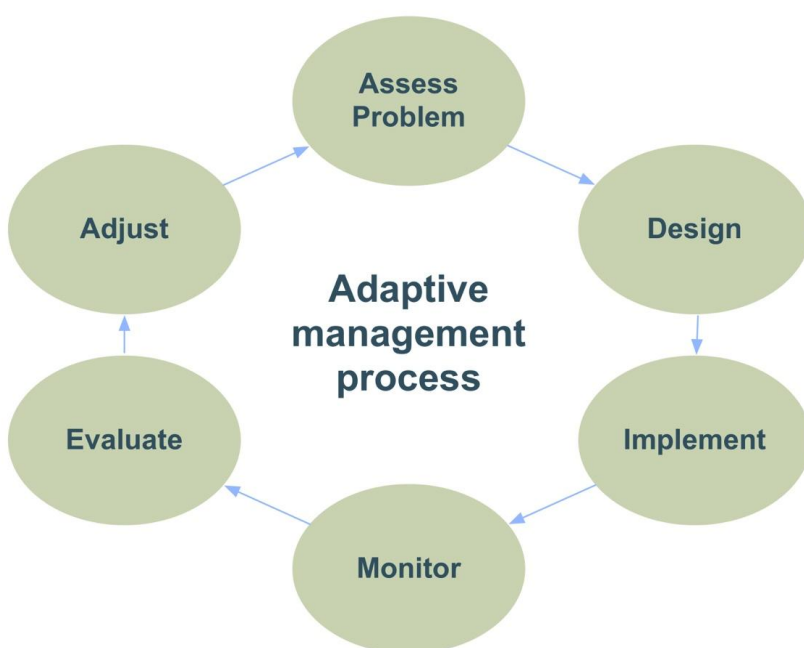 Assess
Problem
Design
Implement
Monitor
Evaluate
Adjust
Adaptive
management
process